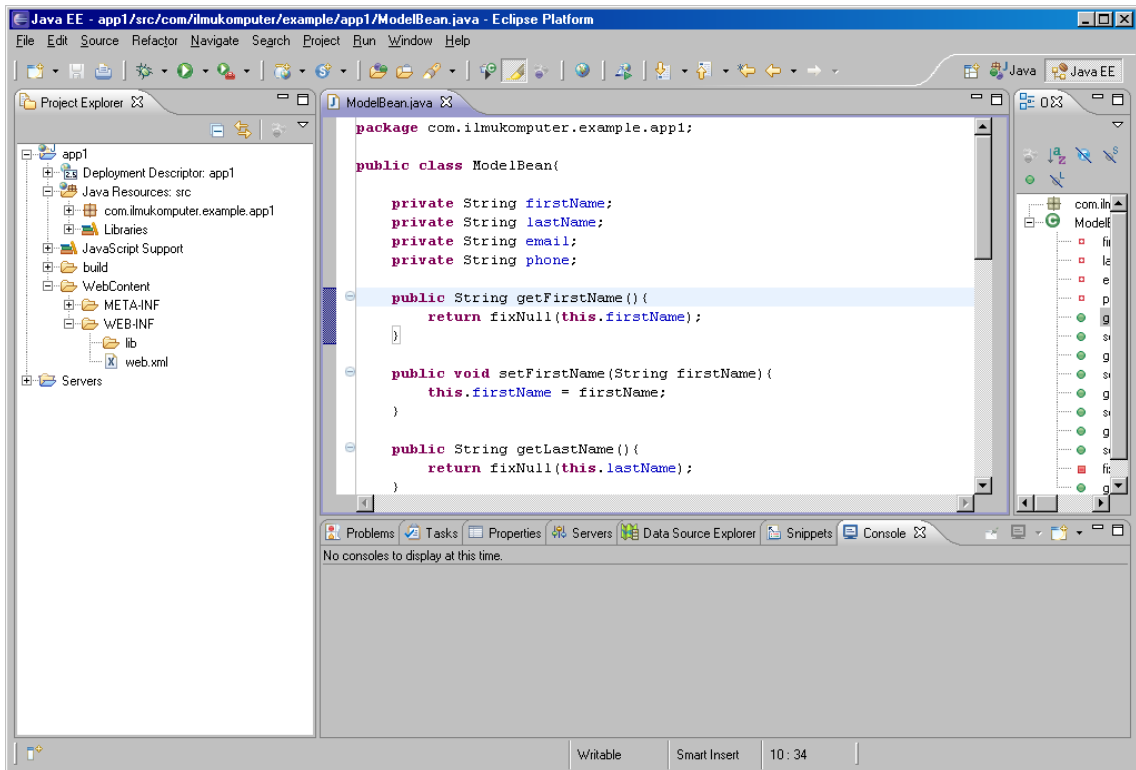 Java EE - app1/src/com/ilmukomputer/example/app1/ModelBean.java - Eclipse Platform
File Edit Source Refactor Navigate Search Project Run Window Help
Java Java EE
Project Explorer
app1
Deployment Descriptor: app1
Java Resources: src
com.ilmukomputer.example.app1
Libraries
JavaScript Support
build
WebContent
META-INF
WEB-INF
lib
web.xml
Servers
ModelBean.java
package com.ilmukomputer.example.app1;
public class ModelBean{
private String firstName;
private String lastName;
private String email;
private String phone;
public String getFirstName(){
return fixNull(this.firstName);
}
public void setFirstName(String firstName){
this.firstName = firstName;
}
public String getLastName(){
return fixNull(this.lastName);
}
O
com.iln
ModelB
fi
la
e
p
g
s
g
s
g
s
g
s
fi
g
Problems Tasks Properties Servers Data Source Explorer Snippets Console
No consoles to display at this time.
Writable Smart Insert 10 : 34